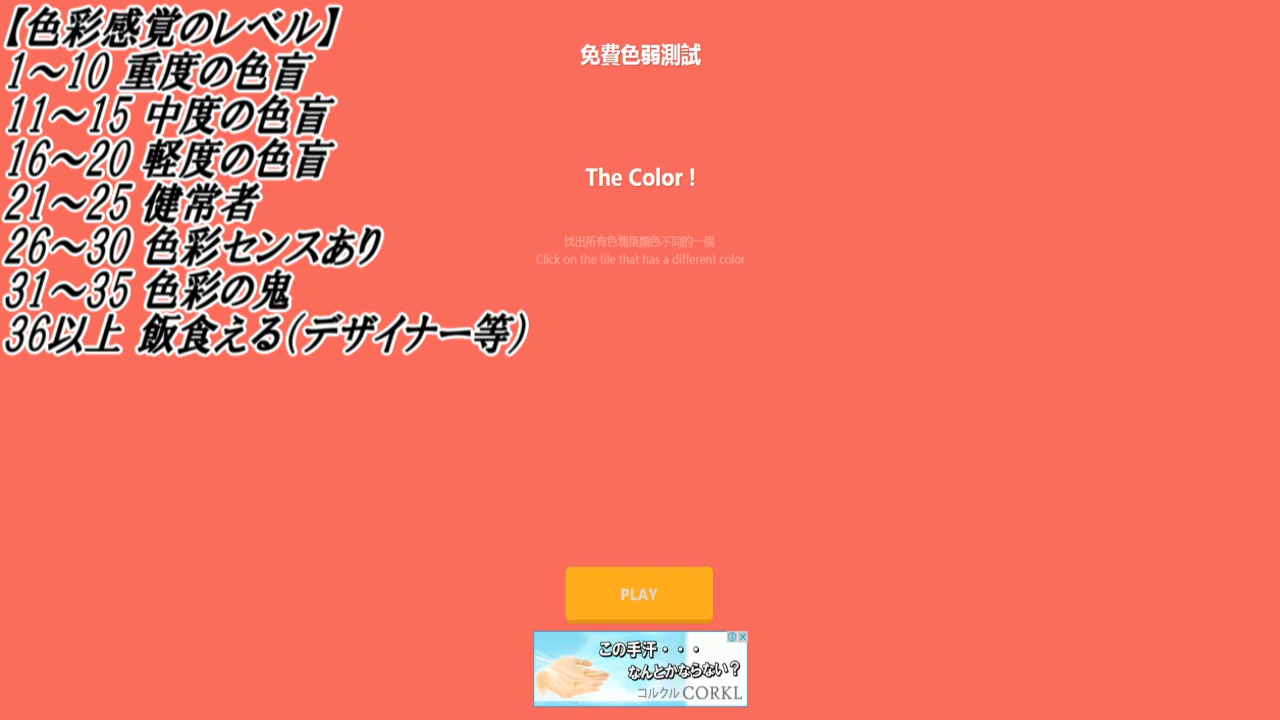 【色彩感覚のレベル】
1～10 重度の色盲
11～15 中度の色盲
16～20 軽度の色盲
21～25 健常者
26～30 色彩センスあり
31～35 色彩の鬼
36以上 飯食える(デザイナー等)
免費色弱測試
The Color !
找出所有色塊里顏色不同的一個
Click on the tile that has a different color
PLAY
この手汗・・・
なんとかならない？
コルクル CORKL